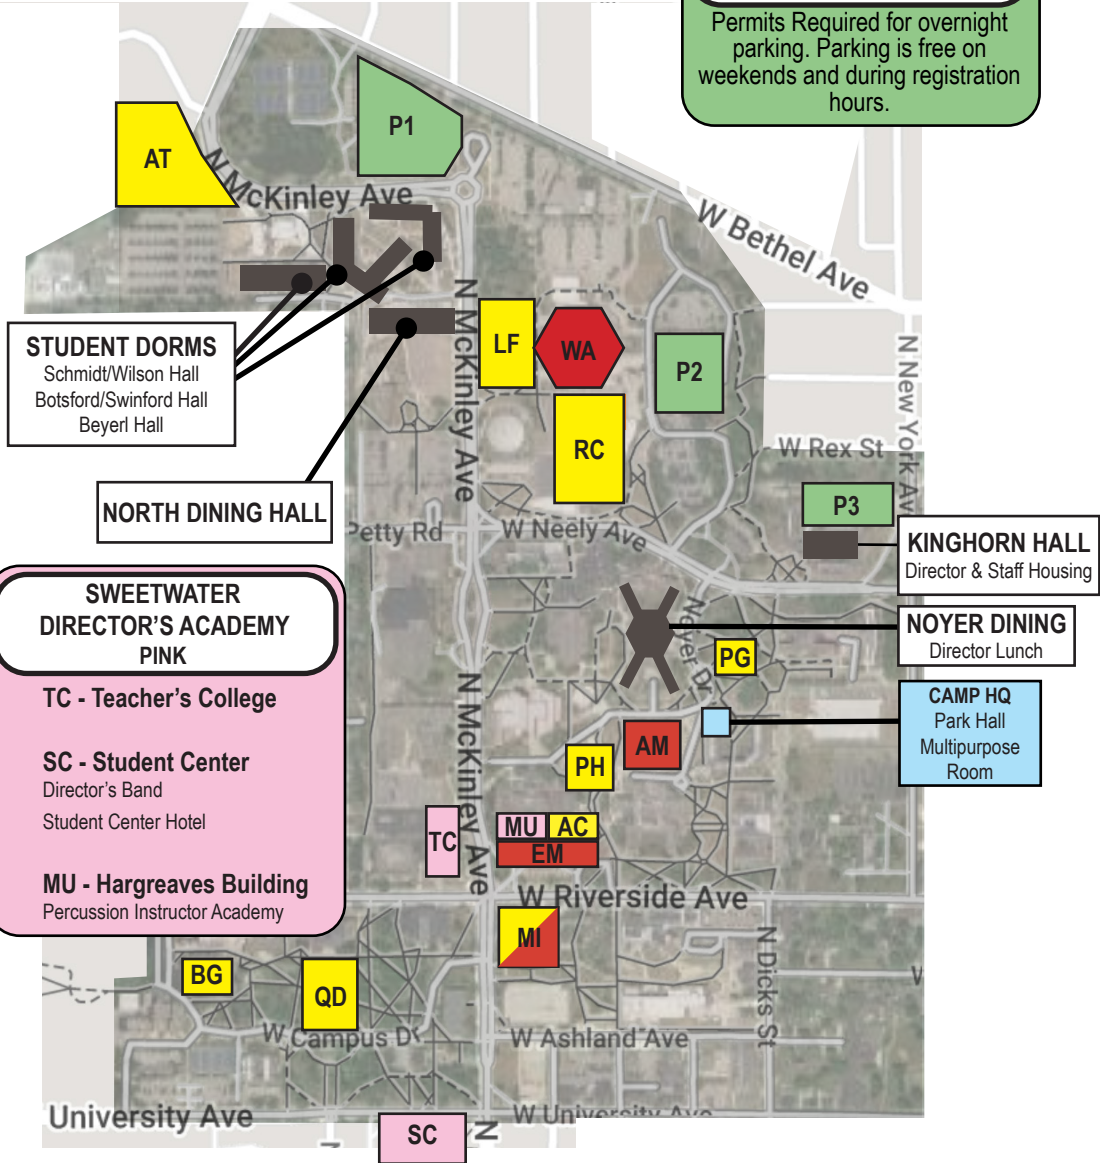 Permits Required for overnight
parking. Parking is free on
weekends and during registration
hours.
P1
AT
N McKinley Ave
W Bethel Ave
N McKinley Ave
N New York Av
LF
WA
P2
STUDENT DORMS
Schmidt/Wilson Hall
Botsford/Swinford Hall
Beyerl Hall
RC
W Rex St
P3
NORTH DINING HALL
Petty Rd
W Neely Ave
KINGHORN HALL
Director & Staff Housing
SWEETWATER
DIRECTOR'S ACADEMY
PINK
Noyer Dr
NOYER DINING
Director Lunch
PG
TC - Teacher's College
N McKinley Ave
CAMP HQ
Park Hall
Multipurpose
Room
AM
SC - Student Center
Director's Band
Student Center Hotel
PH
MU
AC
TC
EM
MU - Hargreaves Building
Percussion Instructor Academy
W Riverside Ave
MI
N Dicks St
BG
QD
W Campus Dr
W Ashland Ave
University Ave
W University Ave
SC
N